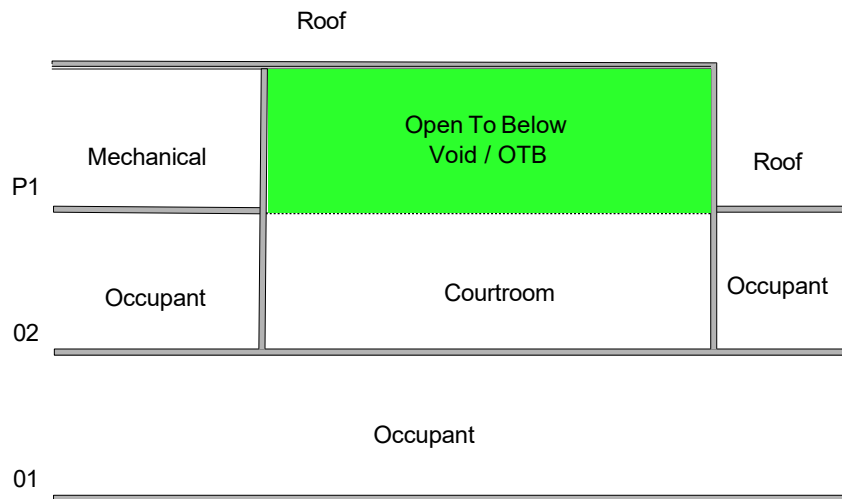 Roof
Open To Below
Void / OTB
Mechanical
Roof
P1
Occupant
Courtroom
Occupant
02
Occupant
01